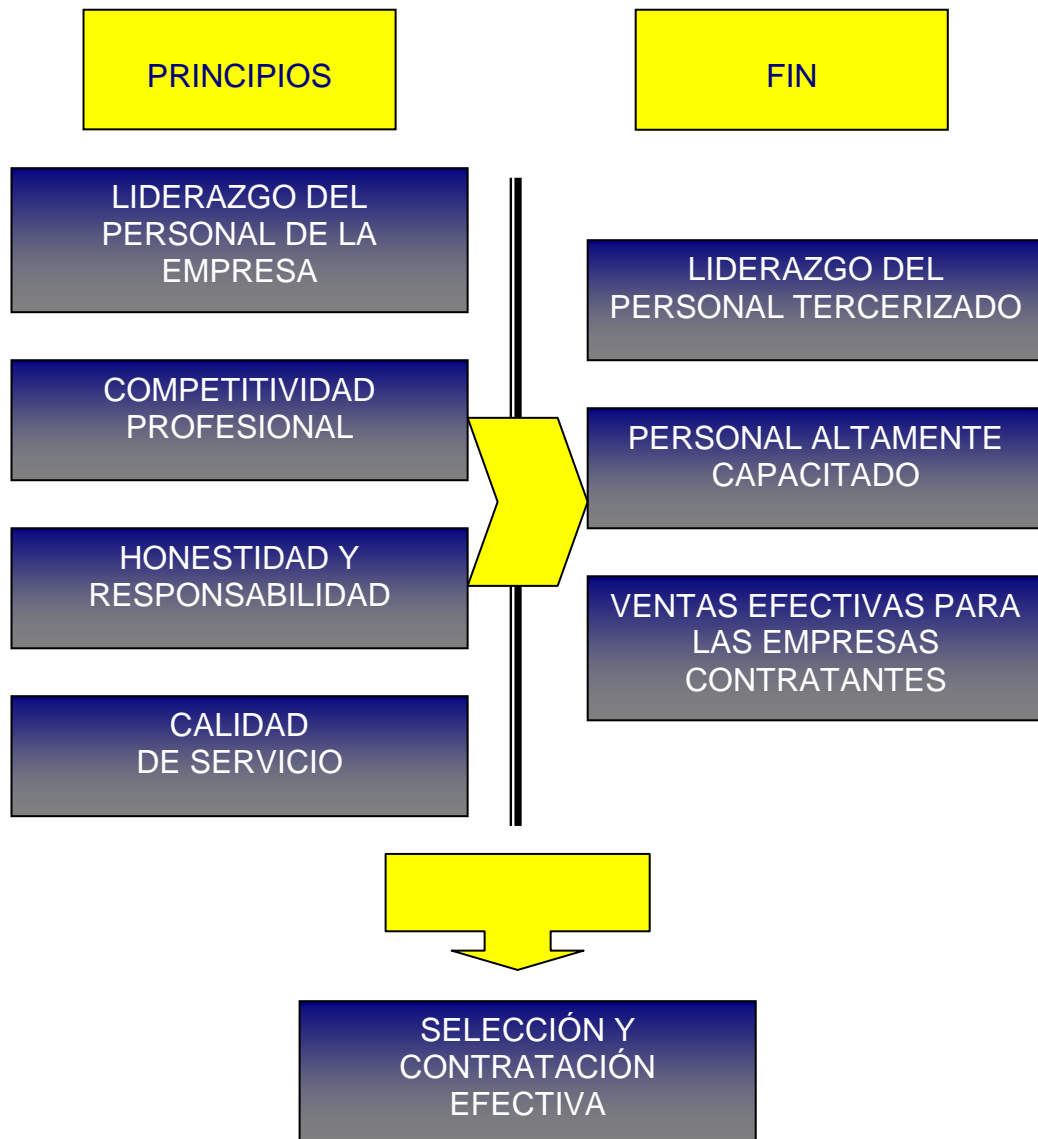 PRINCIPIOS
FIN
LIDERAZGO DEL
PERSONAL DE LA
EMPRESA
COMPETITIVIDAD
PROFESIONAL
HONESTIDAD Y
RESPONSABILIDAD
CALIDAD
DE SERVICIO
LIDERAZGO DEL
PERSONAL TERCERIZADO
PERSONAL ALTAMENTE
CAPACITADO
VENTAS EFECTIVAS PARA
LAS EMPRESAS
CONTRATANTES
SELECCIÓN Y
CONTRATACIÓN
EFECTIVA